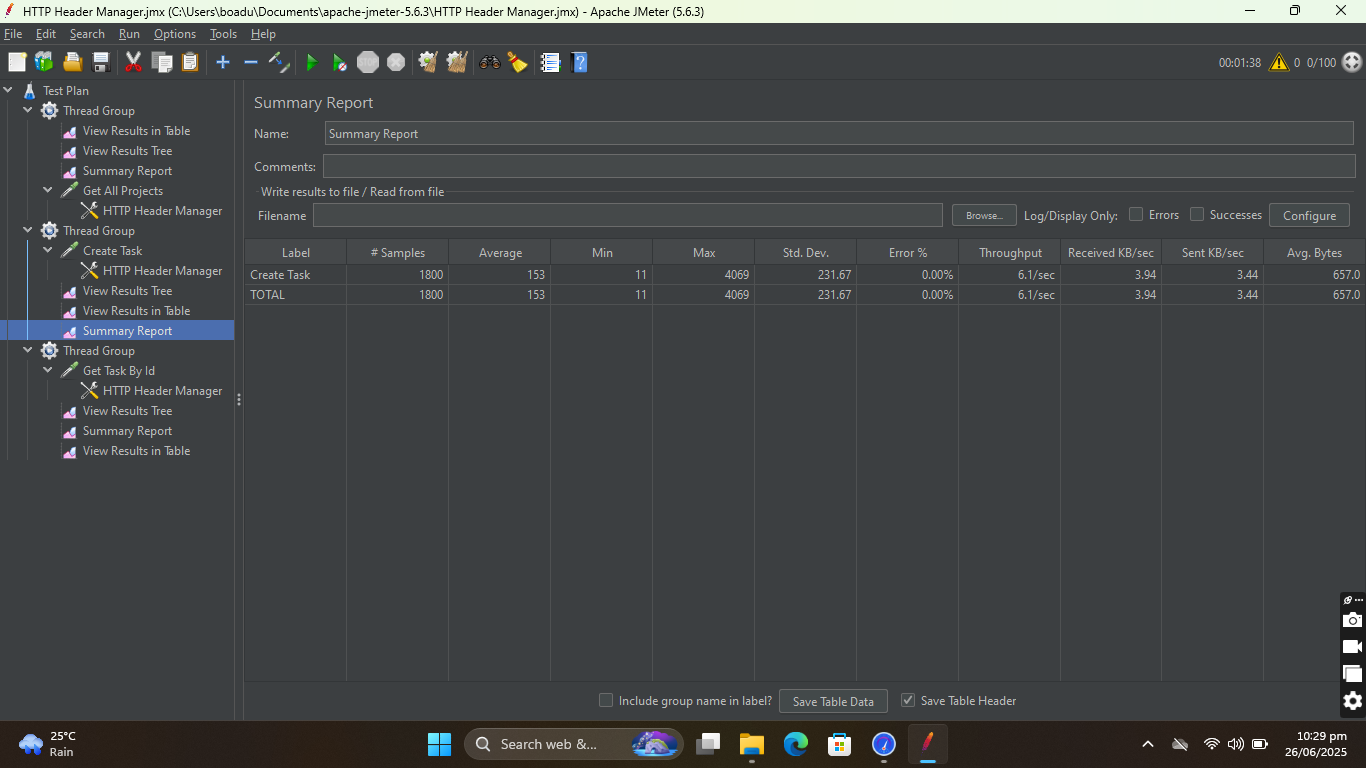 HTTP Header Manager.jmx (C:\Users\boadu\Documents\apache-jmeter-5.6.3\HTTP Header Manager.jmx) - Apache JMeter (5.6.3)
File Edit Search Run Options Tools Help
STOP 00:01:38 0 0/100
Test Plan
Thread Group
View Results in Table
View Results Tree
Summary Report
Get All Projects
HTTP Header Manager
Thread Group
Create Task
HTTP Header Manager
View Results Tree
View Results in Table
Summary Report
Thread Group
Get Task By Id
HTTP Header Manager
View Results Tree
Summary Report
View Results in Table
Summary Report
Name: Summary Report
Comments:
Write results to file / Read from file
Filename Browse... Log/Display Only: Errors Successes Configure
Label # Samples Average Min Max Std. Dev. Error % Throughput Received KB/sec Sent KB/sec Avg. Bytes
Create Task 1800 153 11 4069 231.67 0.00% 6.1/sec 3.94 3.44 657.0
TOTAL 1800 153 11 4069 231.67 0.00% 6.1/sec 3.94 3.44 657.0
Include group name in label? Save Table Data Save Table Header
25°C
Rain
Search web &...
10:29 pm
26/06/2025